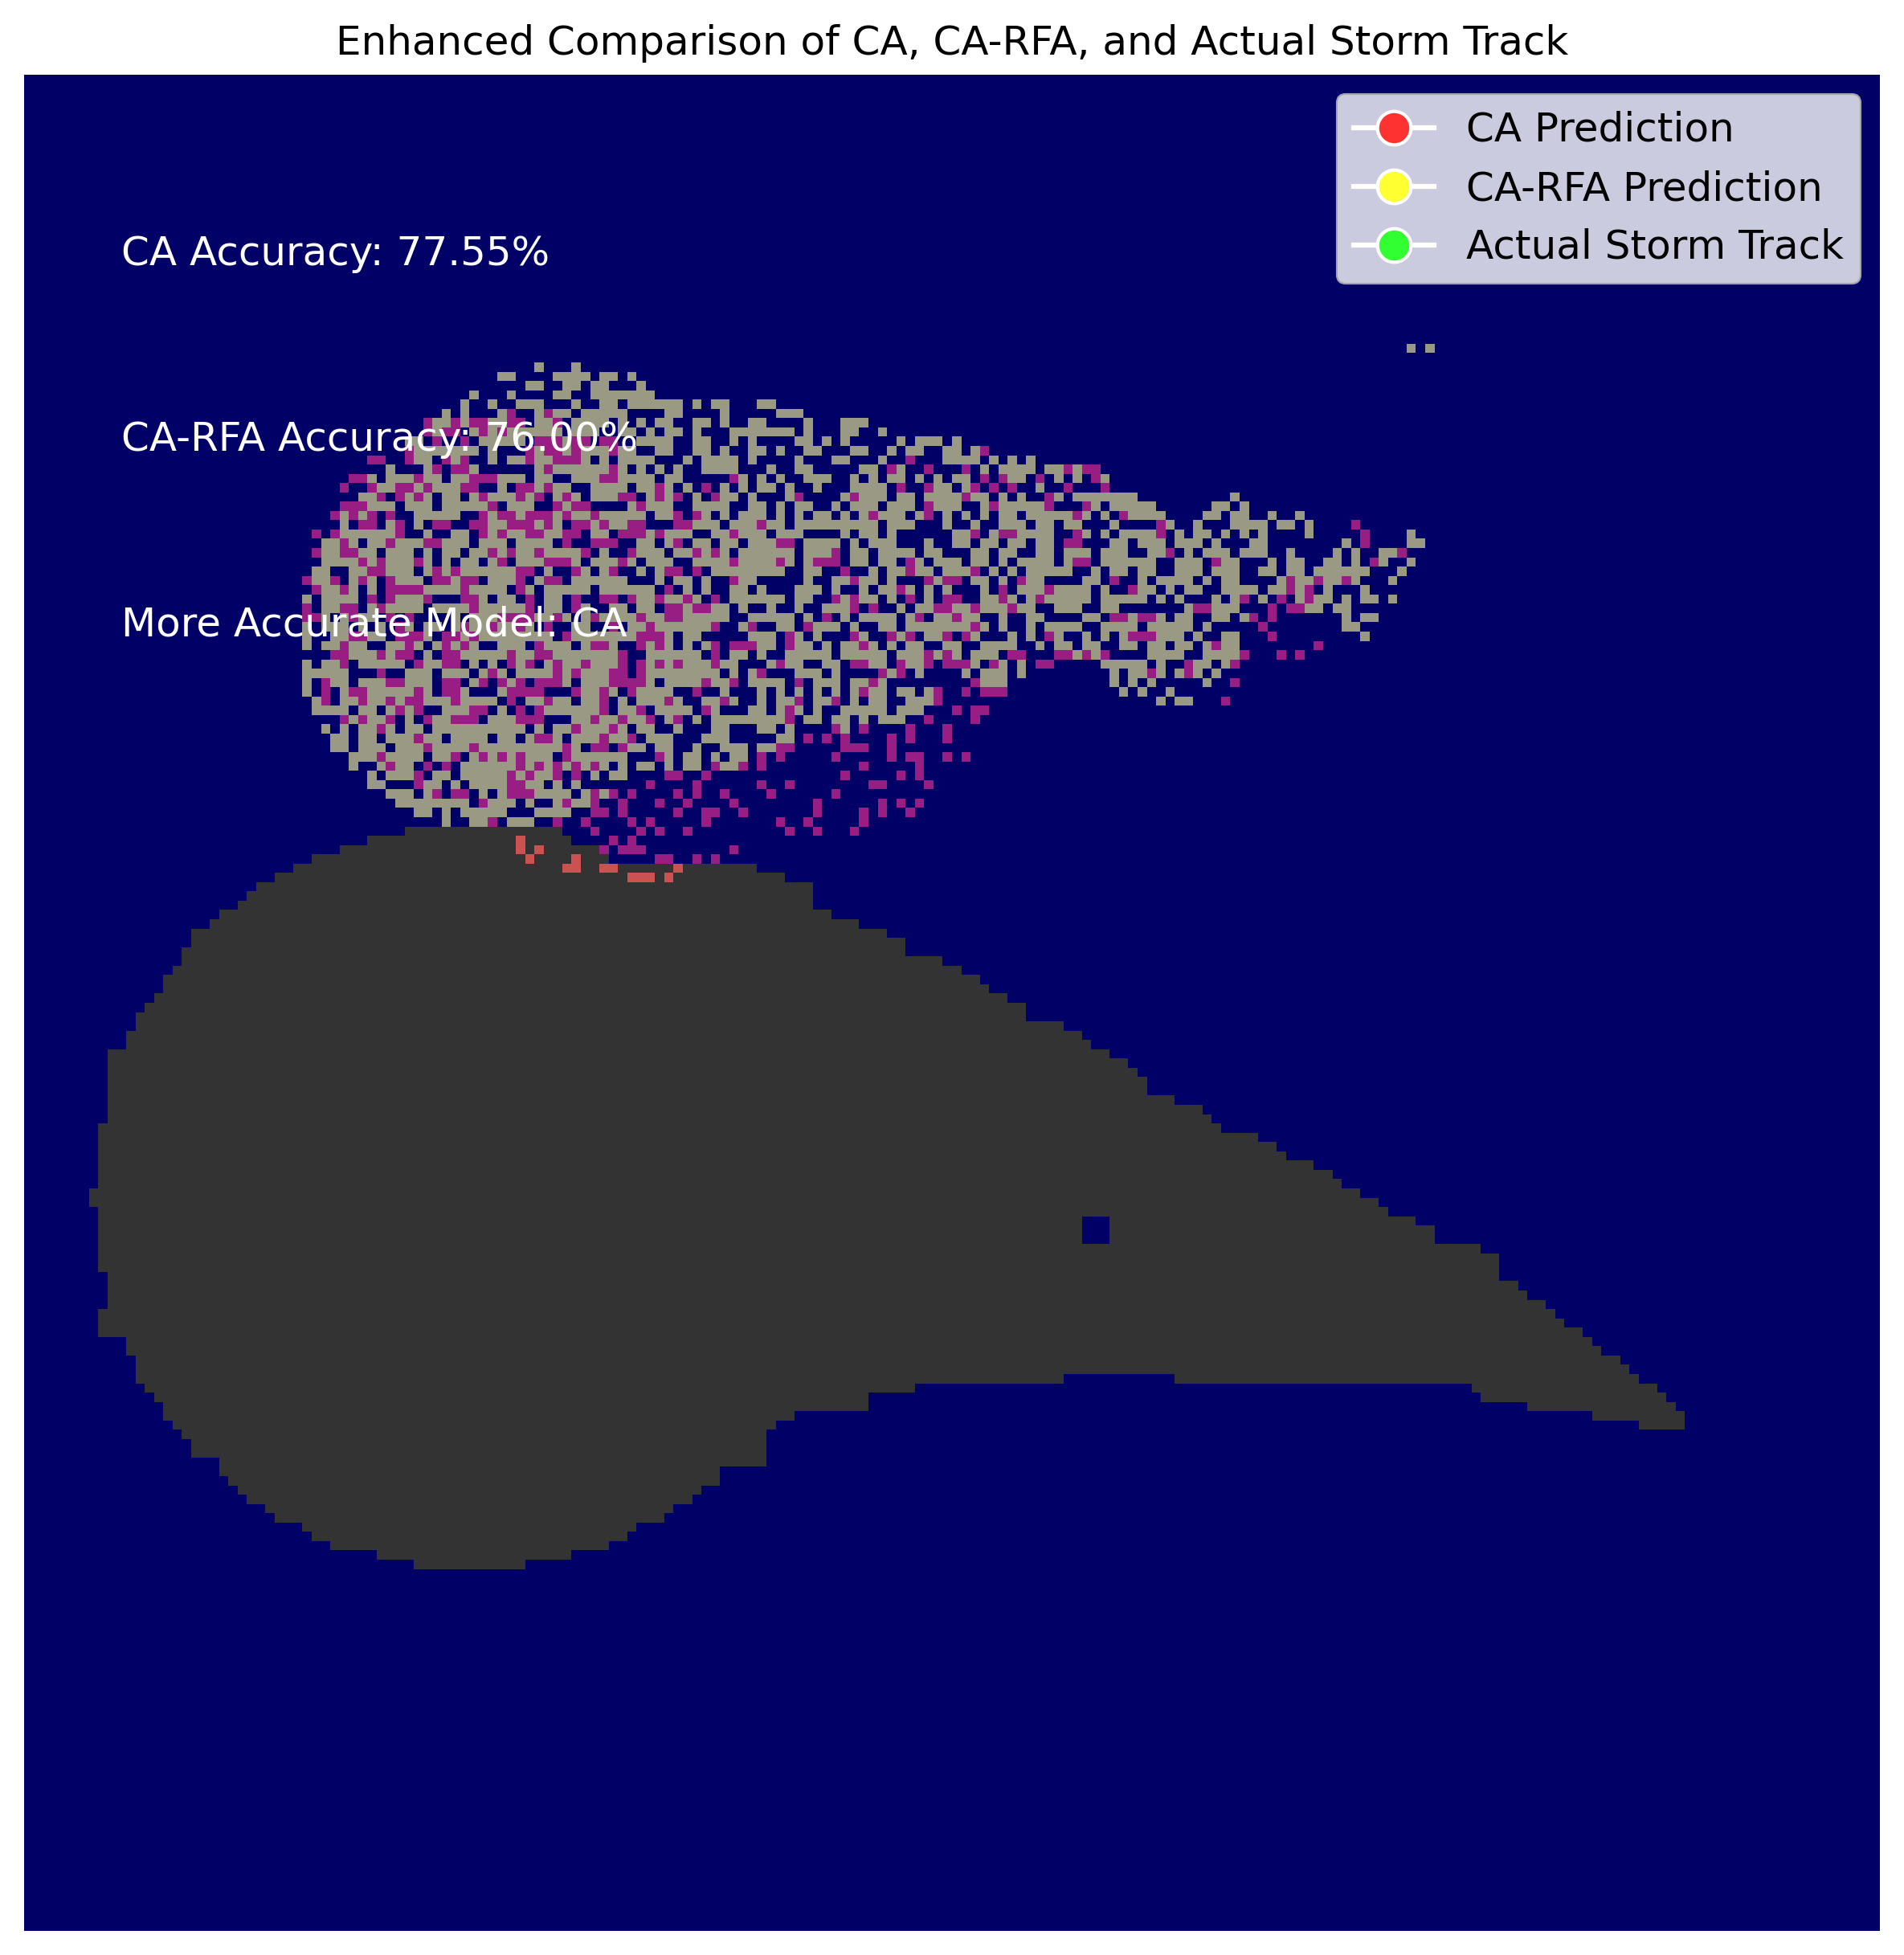 Enhanced Comparison of CA, CA-RFA, and Actual Storm Track
CA Prediction
CA-RFA Prediction
Actual Storm Track
CA Accuracy: 77.55%
CA-RFA Accuracy: 76.00%
More Accurate Model: CA